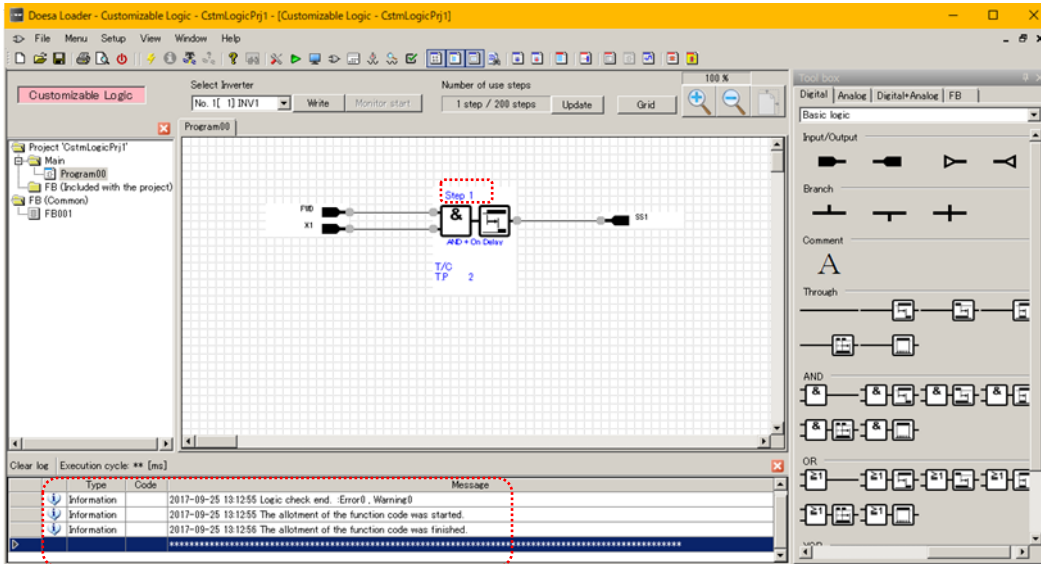 Doesa Loader - Customizable Logic - CstmLogicPrj1 - [Customizable Logic - CstmLogicPrj1]
File Menu Setup View Window Help
Customizable Logic
Select Inverter
No. 1[ 1] INV1
Write
Monitor start
Number of use steps
1 step / 200 steps
Update
Grid
100 %
Project 'CstmLogicPrj1'
Main
Program00
FB (Included with the project)
FB (Common)
FB001
Program00
Step 1
FWD
X1
&
SS1
AND + On Delay
T/C
T.P 2
Tool box
Digital Analog Digital+Analog FB
Basic logic
Input/Output
Branch
Comment
A
Through
AND
& & & &
& &
OR
≥1 ≥1 ≥1 ≥1
≥1 ≥1
Clear log Execution cycle: ** [ms]
Type Code Message
Information 2017-09-25 13:12:55 Logic check end. :Error0 , Warning0
Information 2017-09-25 13:12:55 The allotment of the function code was started.
Information 2017-09-25 13:12:56 The allotment of the function code was finished.